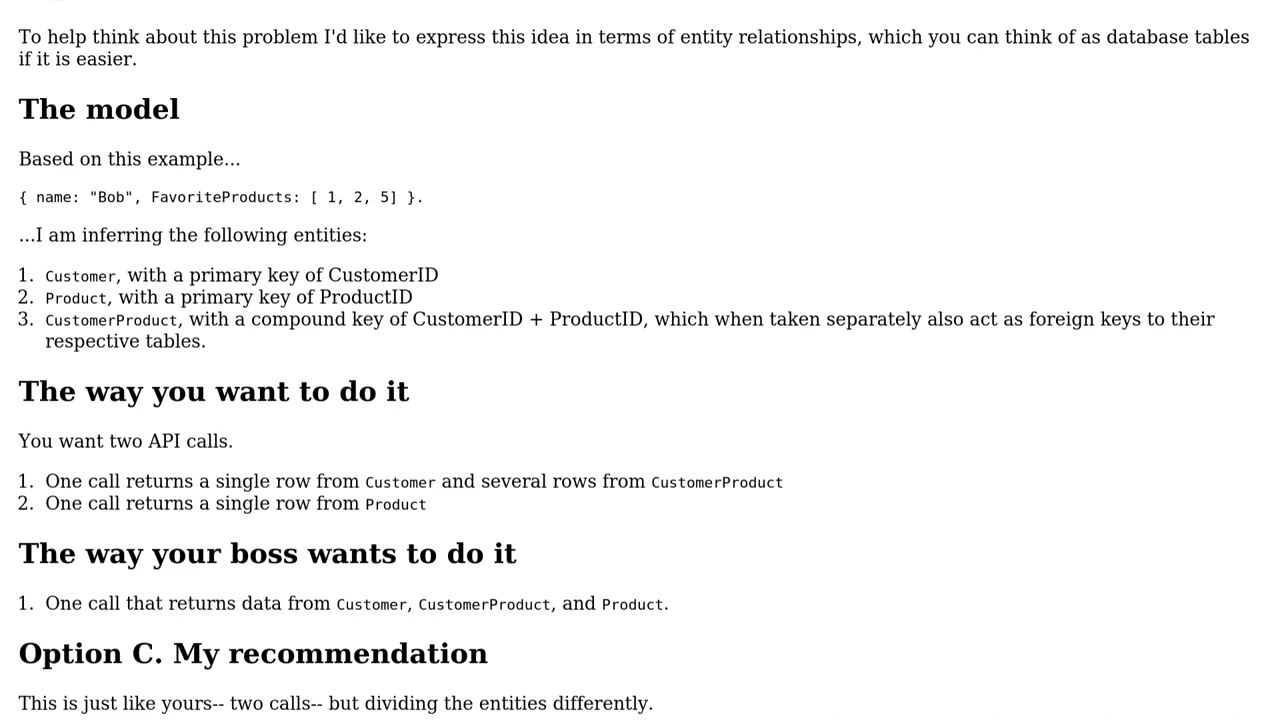 To help think about this problem I'd like to express this idea in terms of entity relationships, which you can think of as database tables
if it is easier.
The model
Based on this example...
{ name: "Bob", FavoriteProducts: [ 1, 2, 5] }.
...I am inferring the following entities:
1. Customer, with a primary key of CustomerID
2. Product, with a primary key of ProductID
3. CustomerProduct, with a compound key of CustomerID + ProductID, which when taken separately also act as foreign keys to their
respective tables.
The way you want to do it
You want two API calls.
1. One call returns a single row from Customer and several rows from CustomerProduct
2. One call returns a single row from Product
The way your boss wants to do it
1. One call that returns data from Customer, CustomerProduct, and Product.
Option C. My recommendation
This is just like yours-- two calls-- but dividing the entities differently.